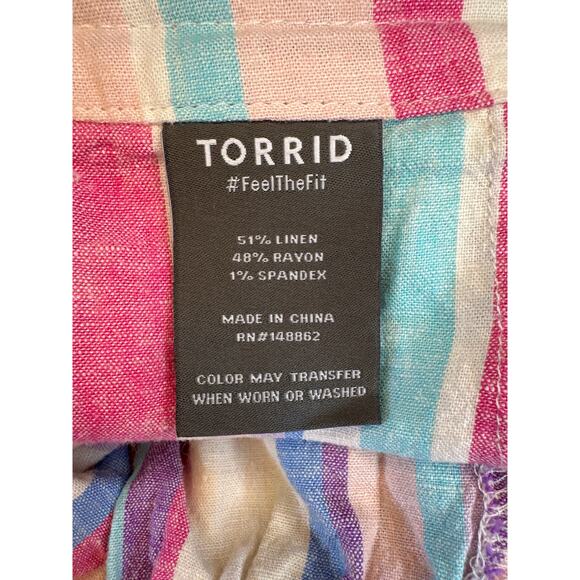 TORRID
#FeelTheFit
51% LINEN
48% RAYON
1% SPANDEX
MADE IN CHINA
RN#148862
COLOR MAY TRANSFER
WHEN WORN OR WASHED